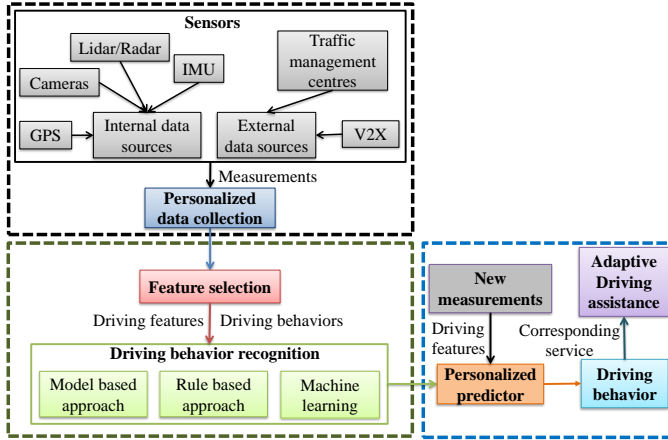 Sensors
Lidar/Radar
Traffic
management
centres
IMU
Cameras
GPS
Internal data
sources
External
data sources
V2X
Measurements
Personalized
data collection
Feature selection
Driving features
Driving behaviors
Driving behavior recognition
Model based
approach
Rule based
approach
Machine
learning
New
measurements
Adaptive
Driving
assistance
Driving
features
Corresponding
service
Personalized
predictor
Driving
behavior